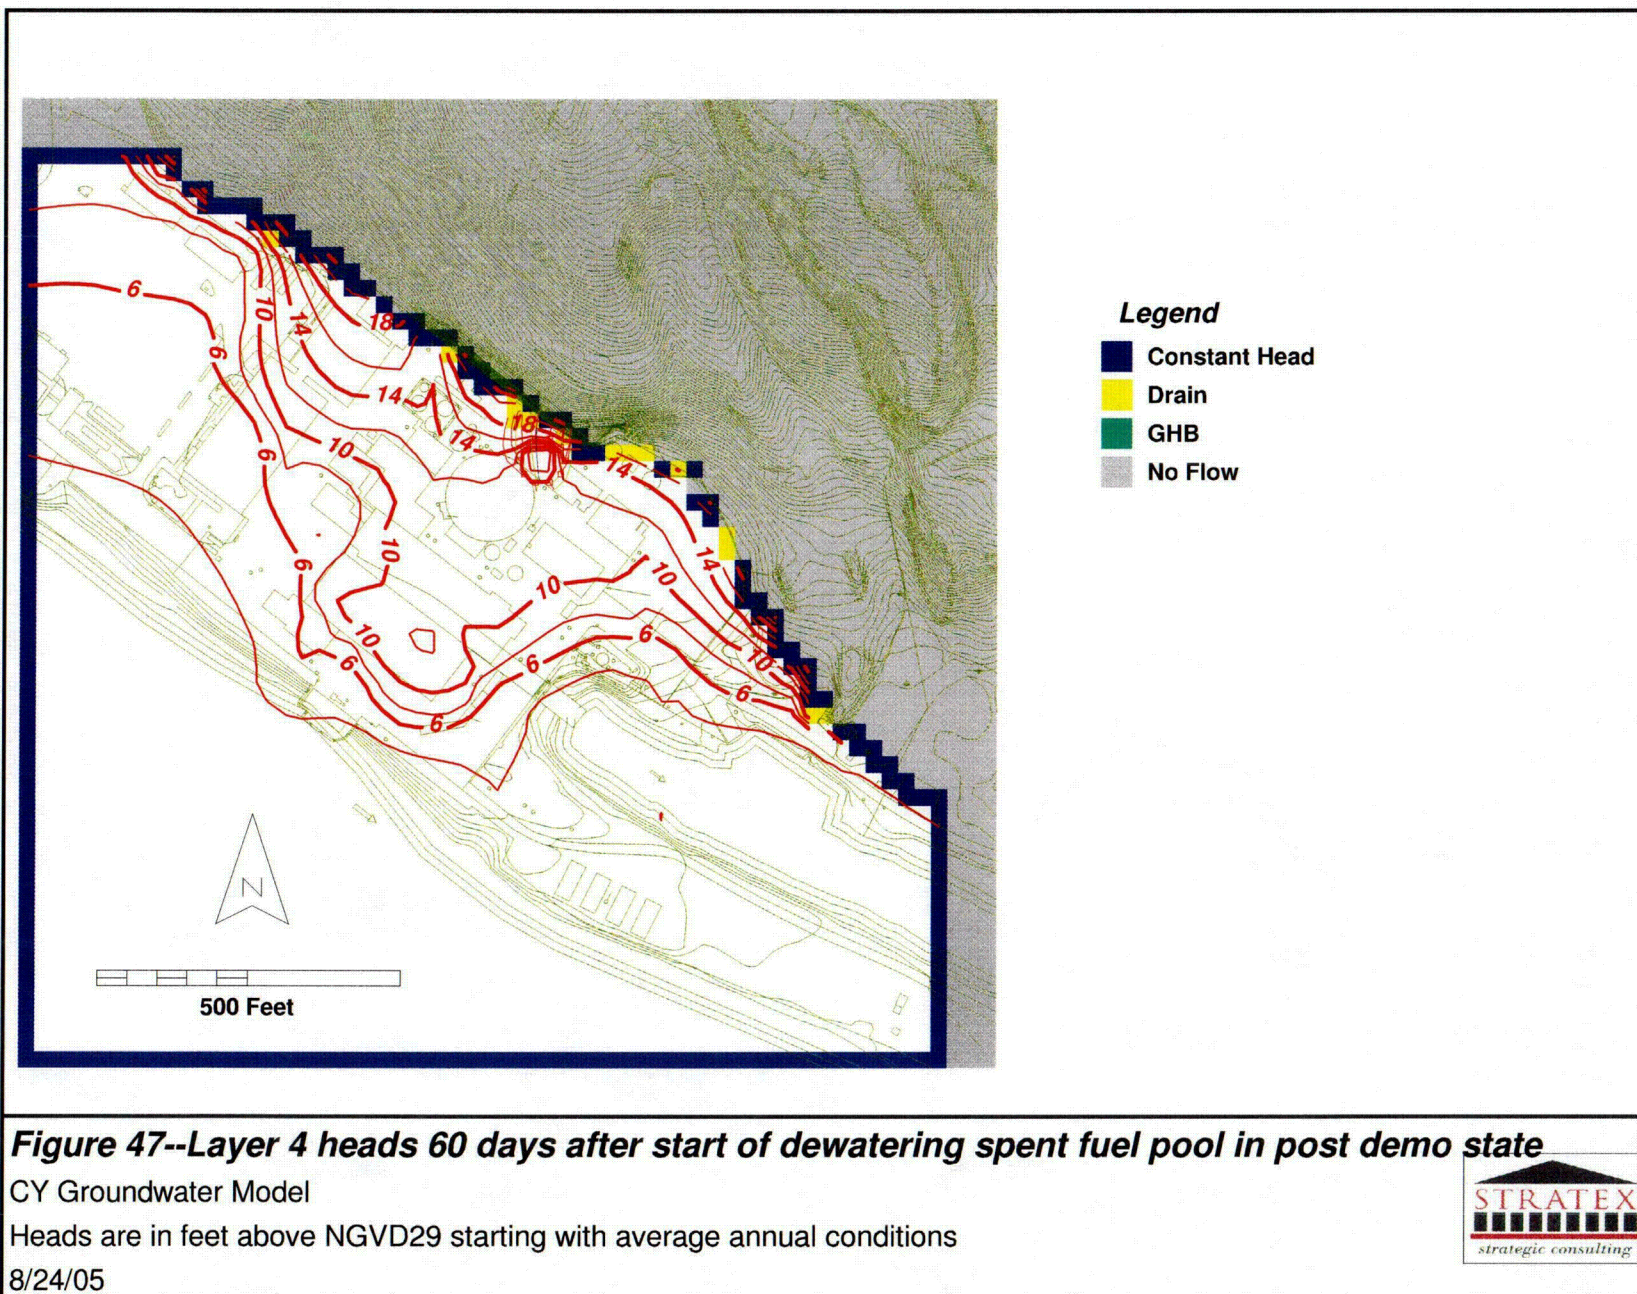 Legend
Constant Head
Drain
GHB
No Flow
6
10
14
18
6
14
10
14
18
14
6
10
14
10
10
6
10
6
6
10
6
6
10
6
N
500 Feet
Figure 47--Layer 4 heads 60 days after start of dewatering spent fuel pool in post demo state
CY Groundwater Model
Heads are in feet above NGVD29 starting with average annual conditions
8/24/05
STRATEX
strategic consulting